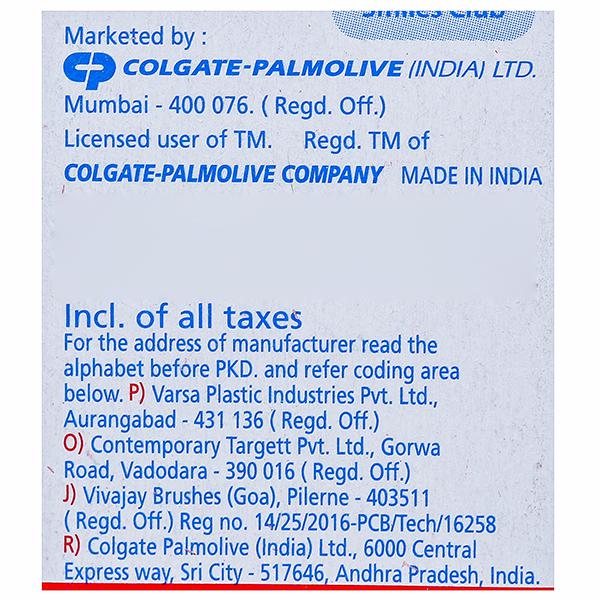 Marketed by :
CP COLGATE-PALMOLIVE (INDIA) LTD.
Mumbai - 400 076. ( Regd. Off.)
Licensed user of TM. Regd. TM of
COLGATE-PALMOLIVE COMPANY MADE IN INDIA
Incl. of all taxes
For the address of manufacturer read the
alphabet before PKD. and refer coding area
below. P) Varsa Plastic Industries Pvt. Ltd.,
Aurangabad - 431 136 ( Regd. Off.)
O) Contemporary Targett Pvt. Ltd., Gorwa
Road, Vadodara - 390 016 ( Regd. Off.)
J) Vivajay Brushes (Goa), Pilerne - 403511
( Regd. Off.) Reg no. 14/25/2016-PCB/Tech/16258
R) Colgate Palmolive (India) Ltd., 6000 Central
Express way, Sri City - 517646, Andhra Pradesh, India.